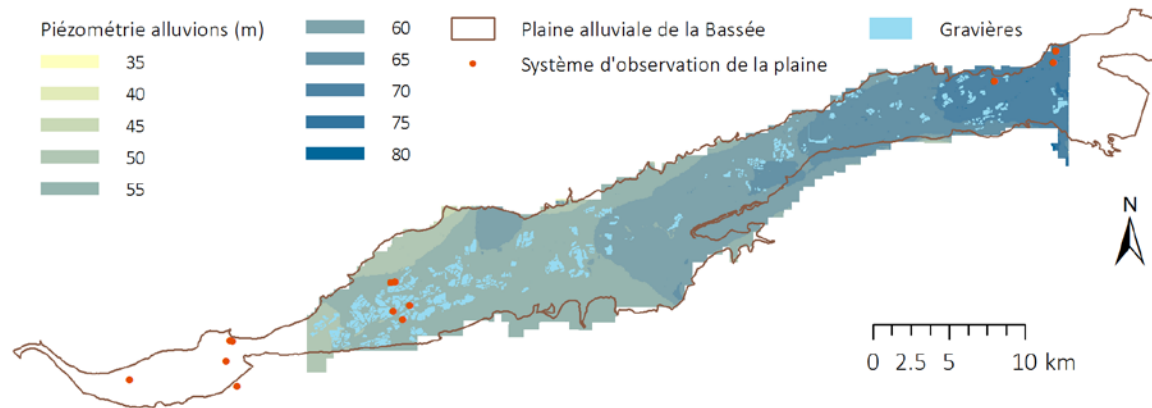 Piézométrie alluvions (m)
35
40
45
50
55
60
65
70
75
80
Plaine alluviale de la Bassée
Système d'observation de la plaine
Gravières
N
0 2.5 5 10 km